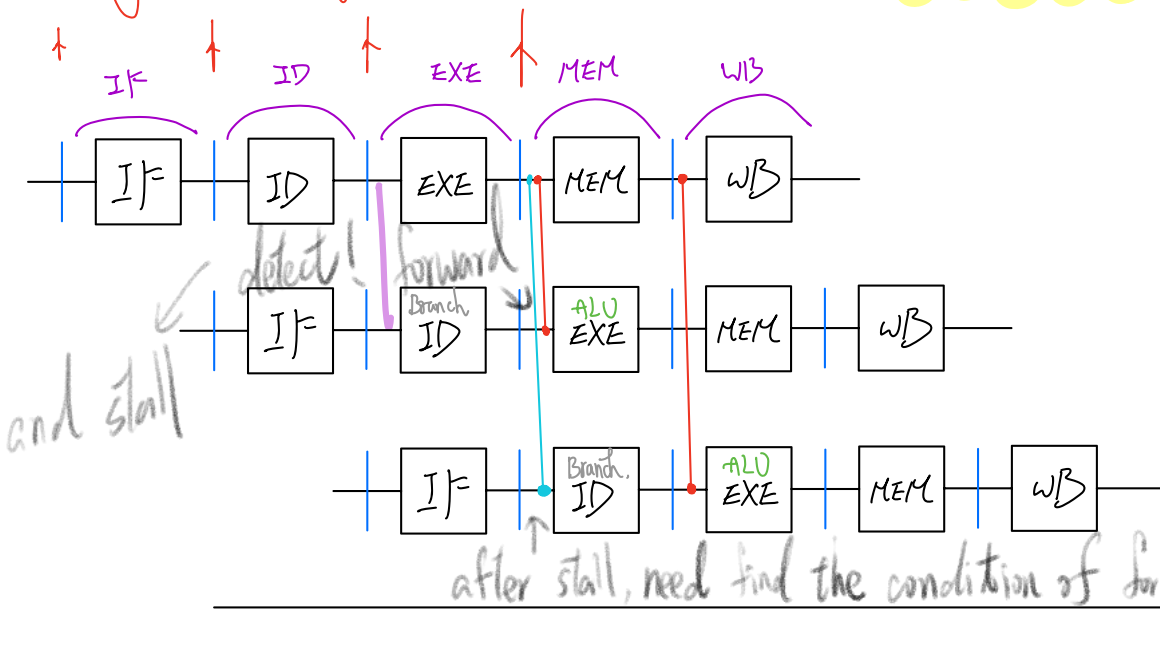 IF ID EXE MEM WB
IF ID EXE MEM WB
detect! forward
Branch ALU
IF ID EXE MEM WB
and stall
Branch. ALU
IF ID EXE MEM WB
after stall, need find the condition of for